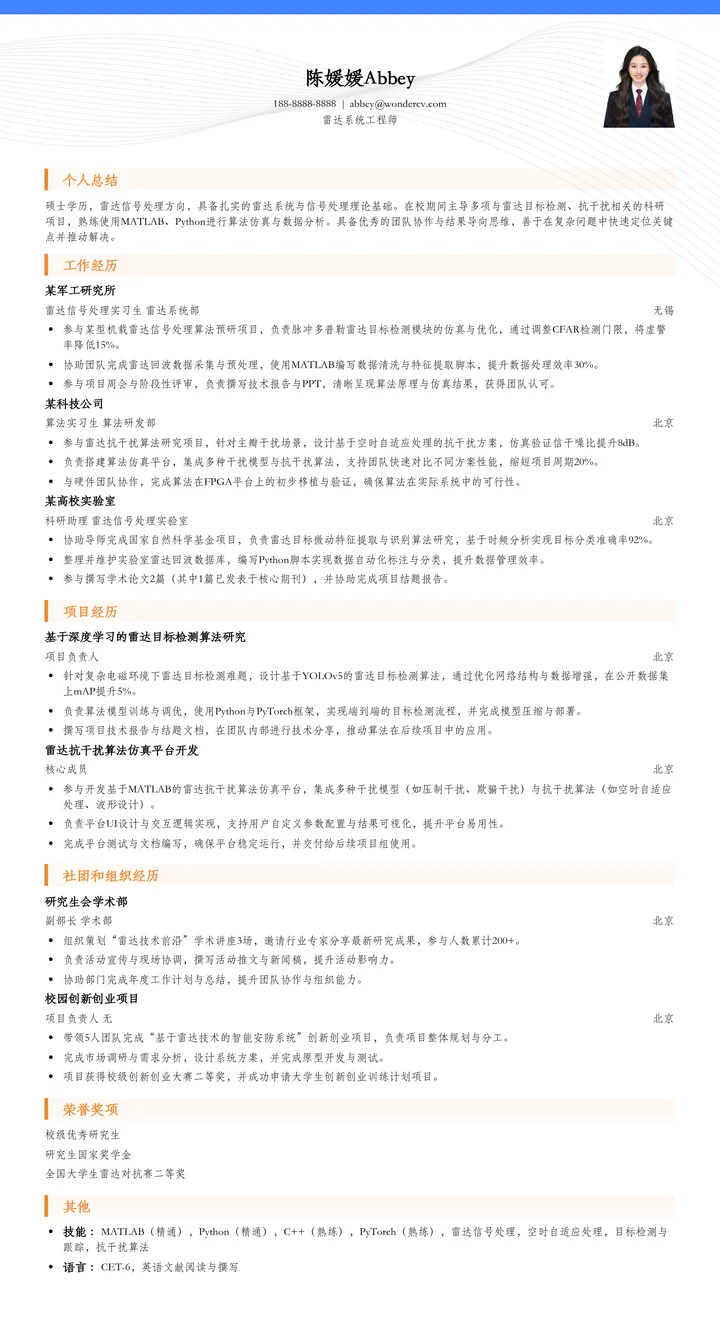 陈媛媛Abbey
188-8888-8888 | abbey@wondercv.com
雷达系统工程师
个人总结
硕士学历，雷达信号处理方向，具备扎实的雷达系统与信号处理理论基础。在校期间主导多项与雷达目标检测、抗干扰相关的科研
项目，熟练使用MATLAB、Python进行算法仿真与数据分析。具备优秀的团队协作与结果导向思维，善于在复杂问题中快速定位关键
点并推动解决。
工作经历
某军工研究所
雷达信号处理实习生 雷达系统部 无锡
• 参与某型机载雷达信号处理算法预研项目，负责脉冲多普勒雷达目标检测模块的仿真与优化，通过调整CFAR检测门限，将虚警
率降低15%。
• 协助团队完成雷达回波数据采集与预处理，使用MATLAB编写数据清洗与特征提取脚本，提升数据处理效率30%。
• 参与项目周会与阶段性评审，负责撰写技术报告与PPT，清晰呈现算法原理与仿真结果，获得团队认可。
某科技公司
算法实习生 算法研发部 北京
• 参与雷达抗干扰算法研究项目，针对主瓣干扰场景，设计基于空时自适应处理的抗干扰方案，仿真验证信干噪比提升8dB。
• 负责搭建算法仿真平台，集成多种干扰模型与抗干扰算法，支持团队快速对比不同方案性能，缩短项目周期20%。
• 与硬件团队协作，完成算法在FPGA平台上的初步移植与验证，确保算法在实际系统中的可行性。
某高校实验室
科研助理 雷达信号处理实验室 北京
• 协助导师完成国家自然科学基金项目，负责雷达目标微动特征提取与识别算法研究，基于时频分析实现目标分类准确率92%。
• 整理并维护实验室雷达回波数据库，编写Python脚本实现数据自动化标注与分类，提升数据管理效率。
• 参与撰写学术论文2篇（其中1篇已发表于核心期刊），并协助完成项目结题报告。
项目经历
基于深度学习的雷达目标检测算法研究
项目负责人 北京
• 针对复杂电磁环境下雷达目标检测难题，设计基于YOLOv5的雷达目标检测算法，通过优化网络结构与数据增强，在公开数据集
上mAP提升5%。
• 负责算法模型训练与调优，使用Python与PyTorch框架，实现端到端的目标检测流程，并完成模型压缩与部署。
• 撰写项目技术报告与结题文档，在团队内部进行技术分享，推动算法在后续项目中的应用。
雷达抗干扰算法仿真平台开发
核心成员 北京
• 参与开发基于MATLAB的雷达抗干扰算法仿真平台，集成多种干扰模型（如压制干扰、欺骗干扰）与抗干扰算法（如空时自适应
处理、波形设计）。
• 负责平台UI设计与交互逻辑实现，支持用户自定义参数配置与结果可视化，提升平台易用性。
• 完成平台测试与文档编写，确保平台稳定运行，并交付给后续项目组使用。
社团和组织经历
研究生会学术部
副部长 学术部 北京
• 组织策划“雷达技术前沿”学术讲座3场，邀请行业专家分享最新研究成果，参与人数累计200+。
• 负责活动宣传与现场协调，撰写活动推文与新闻稿，提升活动影响力。
• 协助部门完成年度工作计划与总结，提升团队协作与组织能力。
校园创新创业项目
项目负责人 无 北京
• 带领5人团队完成“基于雷达技术的智能安防系统”创新创业项目，负责项目整体规划与分工。
• 完成市场调研与需求分析，设计系统方案，并完成原型开发与测试。
• 项目获得校级创新创业大赛二等奖，并成功申请大学生创新创业训练计划项目。
荣誉奖项
校级优秀研究生
研究生国家奖学金
全国大学生雷达对抗赛二等奖
其他
• 技能： MATLAB（精通），Python（精通），C++（熟练），PyTorch（熟练），雷达信号处理，空时自适应处理，目标检测与
跟踪，抗干扰算法
• 语言： CET-6，英语文献阅读与撰写